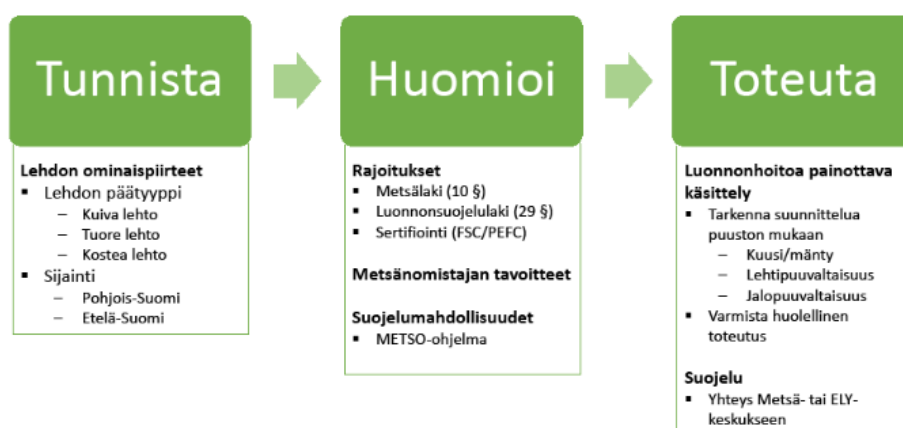 Tunnista
Lehdon ominaispiirteet
▪ Lehdon päätyyppi
– Kuiva lehto
– Tuore lehto
– Kostea lehto
▪ Sijainti
– Pohjois-Suomi
– Etelä-Suomi
Huomioi
Rajoitukset
▪ Metsälaki (10 §)
▪ Luonnonsuojelulaki (29 §)
▪ Sertifiointi (FSC/PEFC)
Metsänomistajan tavoitteet
Suojelumahdollisuudet
▪ METSO-ohjelma
Toteuta
Luonnonhoitoa painottava
käsittely
▪ Tarkenna suunnittelua
puuston mukaan
– Kuusi/mänty
– Lehtipuuvaltaisuus
– Jalopuuvaltaisuus
▪ Varmista huolellinen
toteutus
Suojelu
▪ Yhteys Metsä- tai ELY-
keskukseen